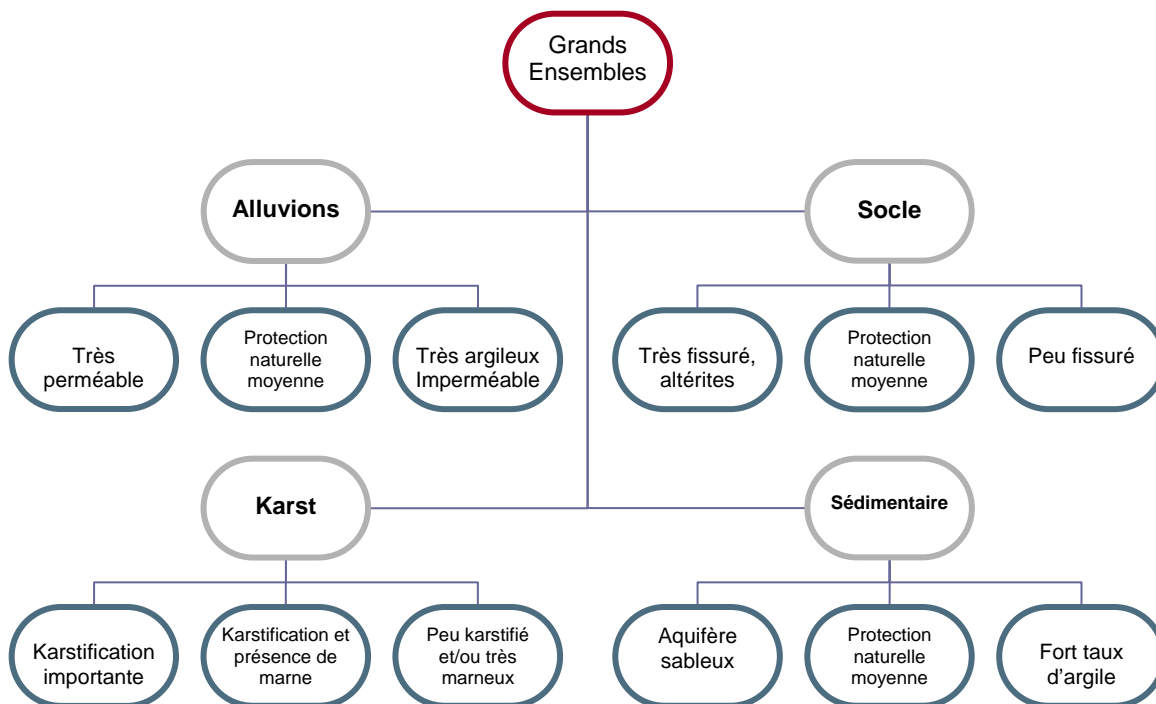 Grands
Ensembles
Alluvions
Socle
Très
perméable
Protection
naturelle
moyenne
Très argileux
Imperméable
Très fissuré,
altérites
Protection
naturelle
moyenne
Peu fissuré
Karst
Sédimentaire
Karstification
importante
Karstification et
présence de
marne
Peu karstifié
et/ou très
marneux
Aquifère
sableux
Protection
naturelle
moyenne
Fort taux
d'argile